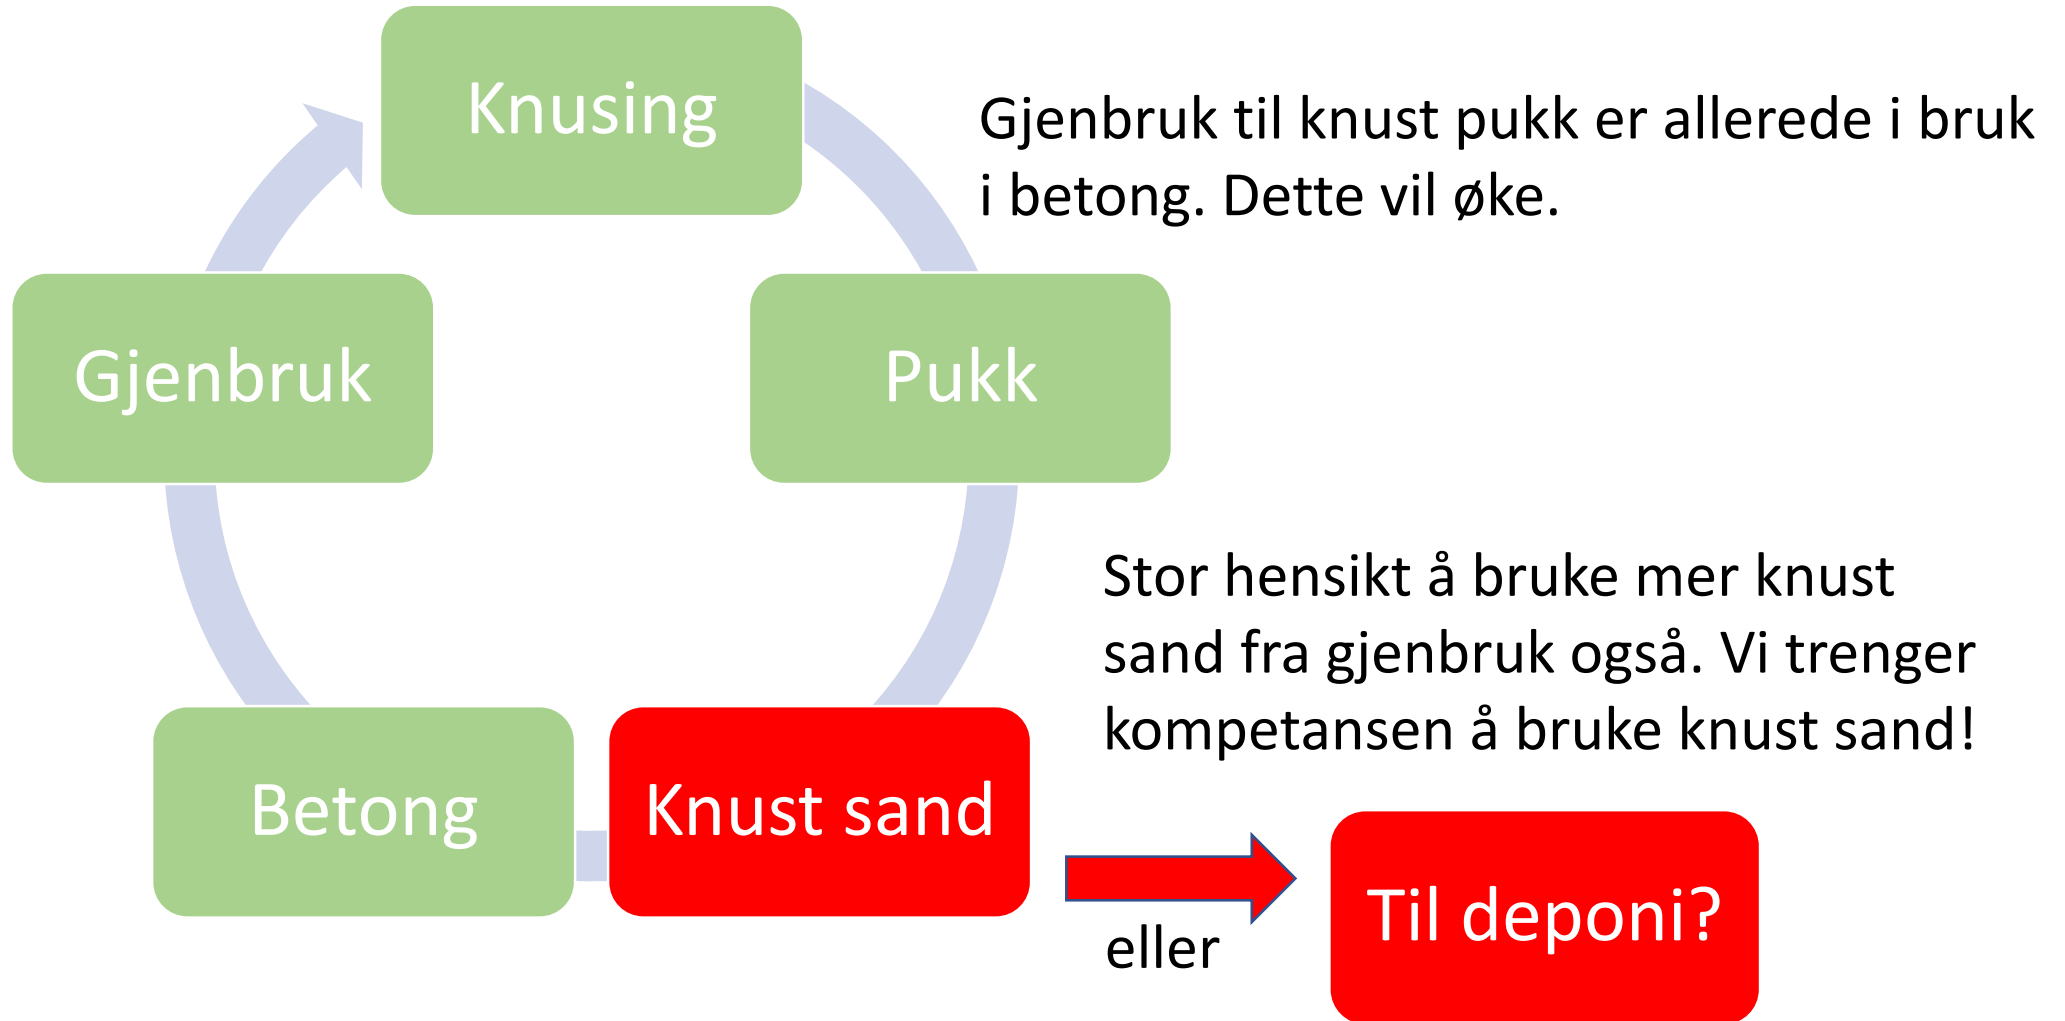 Knusing
Gjenbruk til knust pukk er allerede i bruk
i betong. Dette vil øke.
Gjenbruk
Pukk
Stor hensikt å bruke mer knust
sand fra gjenbruk også. Vi trenger
kompetansen å bruke knust sand!
Betong
Knust sand
eller
Til deponi?